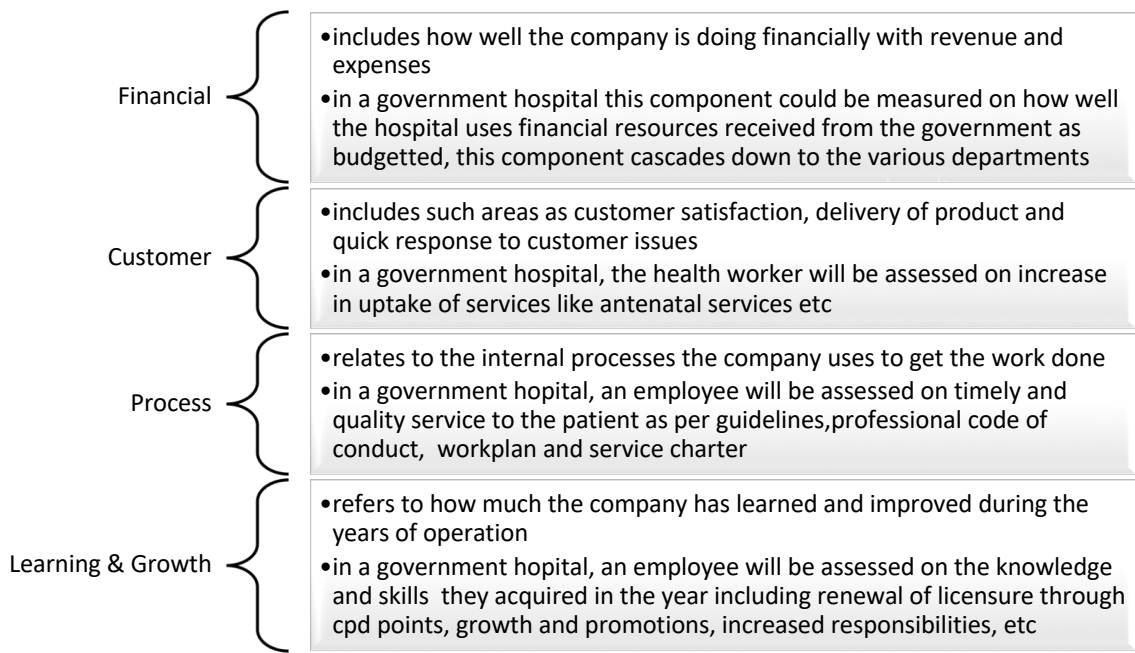 Financial
•includes how well the company is doing financially with revenue and
expenses
•in a government hospital this component could be measured on how well
the hospital uses financial resources received from the government as
budgetted, this component cascades down to the various departments
Customer
•includes such areas as customer satisfaction, delivery of product and
quick response to customer issues
•in a government hospital, the health worker will be assessed on increase
in uptake of services like antenatal services etc
Process
•relates to the internal processes the company uses to get the work done
•in a government hopital, an employee will be assessed on timely and
quality service to the patient as per guidelines,professional code of
conduct,  workplan and service charter
Learning & Growth
•refers to how much the company has learned and improved during the
years of operation
•in a government hopital, an employee will be assessed on the knowledge
and skills  they acquired in the year including renewal of licensure through
cpd points, growth and promotions, increased responsibilities, etc